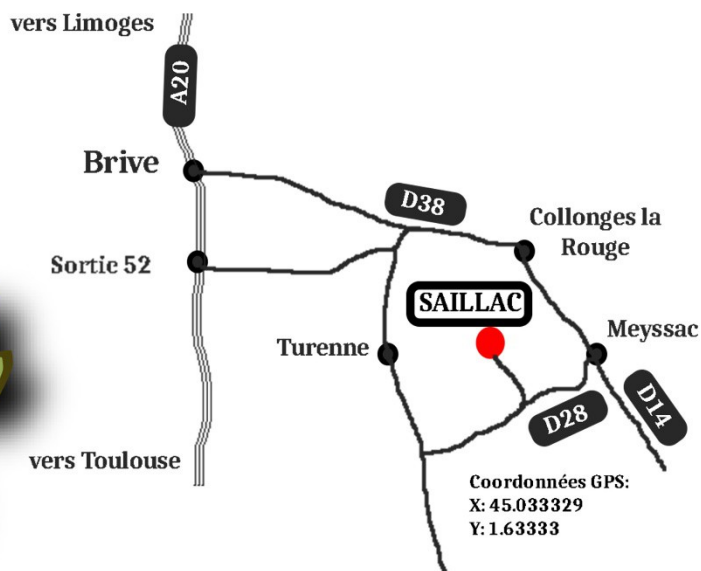 vers Limoges
A20
Brive
D38
Collonges la
Rouge
Sortic 52
SAILLAC
Turenne
Meyssac
D28
D14
vers Toulouse
Coordonnées GPS:
X: 45.033329
Y: 1.63333